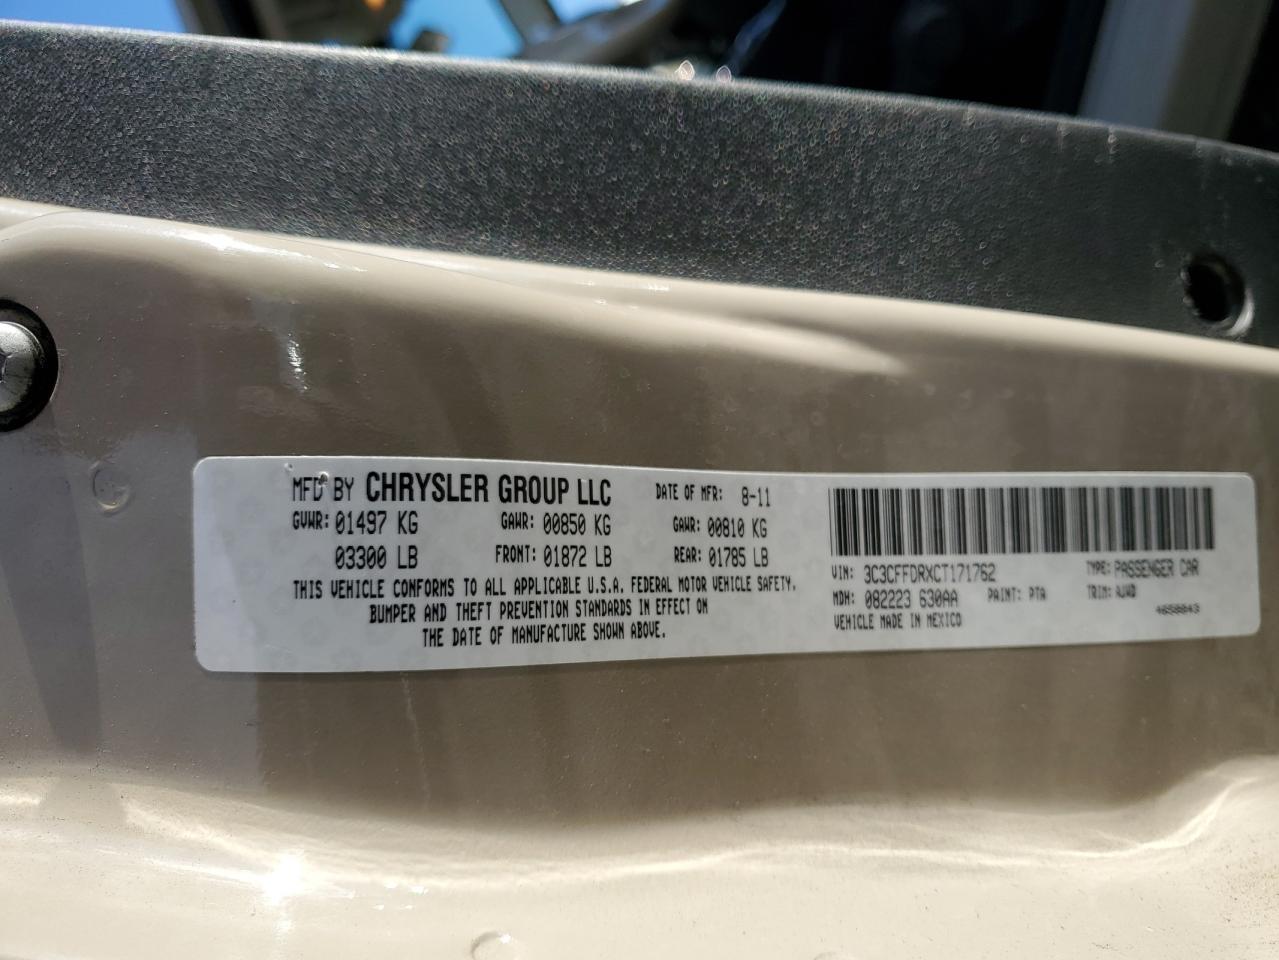 MFD BY CHRYSLER GROUP LLC DATE OF MFR: 8-11
GVWR: 01497 KG GAWR: 00850 KG GAWR: 00810 KG
03300 LB FRONT: 01872 LB REAR: 01785 LB
THIS VEHICLE CONFORMS TO ALL APPLICABLE U.S.A. FEDERAL MOTOR VEHICLE SAFETY.
BUMPER AND THEFT PREVENTION STANDARDS IN EFFECT ON
THE DATE OF MANUFACTURE SHOWN ABOVE.
VIN: 3C3CFFDRXCT171762 TYPE: PASSENGER CAR
MDH: 082223 630AA PAINT: PTA TRIM: AJWD
VEHICLE MADE IN MEXICO 4658843